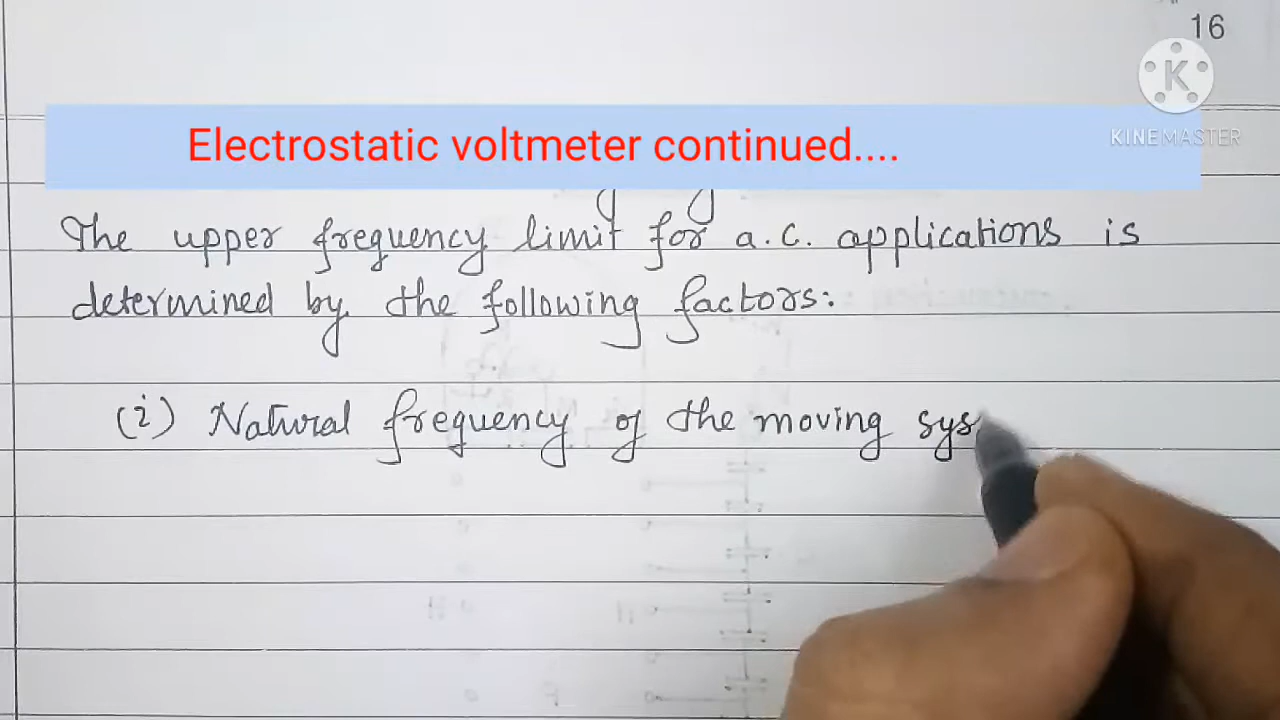 16
K
KINEMASTER
Electrostatic voltmeter continued....
The upper frequency limit for a.c. applications is
determined by the following factors:
(i) Natural frequency of the moving sys